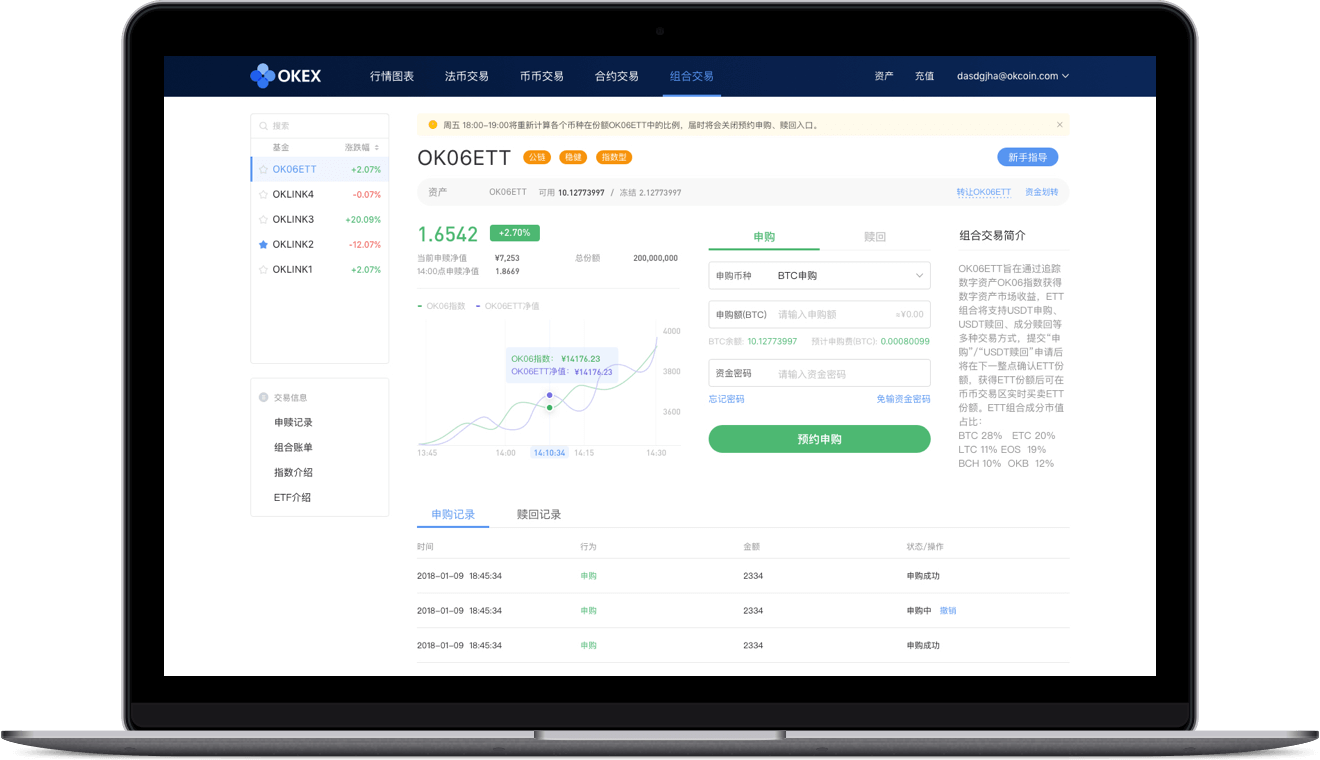 OKEX 行情图表 法币交易 币币交易 合约交易 组合交易 资产 充值 dasdgjha@okcoin.com
搜索
基金 涨跌幅
OK06ETT +2.07%
OKLINK4 -0.07%
OKLINK3 +20.09%
OKLINK2 -12.07%
OKLINK1 +2.07%
交易信息
申赎记录
组合账单
指数介绍
ETF介绍
周五 18:00-19:00将重新计算各个币种在份额OK06ETT中的比例，届时将会关闭预约申购、赎回入口。
OK06ETT 公链 稳健 指数型 新手指导
资产 OK06ETT 可用 10.12773997 / 冻结 2.12773997 转让OK06ETT 资金划转
1.6542 +2.70%
当前申赎净值 ¥7,253 总份额 200,000,000
14:00点申赎净值 1.8669
OK06指数 OK06ETT净值
4000
OK06指数： ¥14176.23
OK06ETT净值： ¥14176.23
3800
3600
13:45 14:00 14:10:34 14:15 14:30
申购 赎回
申购币种 BTC申购
申购额(BTC) 请输入申购额 ≈¥0.00
BTC余额: 10.12773997 预计申购费(BTC): 0.00080099
资金密码 请输入资金密码
忘记密码 免输资金密码
预约申购
组合交易简介
OK06ETT旨在通过追踪
数字资产OK06指数获得
数字资产市场收益，ETT
组合将支持USDT申购、
USDT赎回、成分赎回等
多种交易方式，提交“申
购”/“USDT赎回”申请后
将在下一整点确认ETT份
额，获得ETT份额后可在
币币交易区实时买卖ETT
份额。ETT组合成分市值
占比：
BTC 28% ETC 20%
LTC 11% EOS 19%
BCH 10% OKB 12%
申购记录 赎回记录
时间 行为 金额 状态/操作
2018-01-09 18:45:34 申购 2334 申购成功
2018-01-09 18:45:34 申购 2334 申购中 撤销
2018-01-09 18:45:34 申购 2334 申购成功